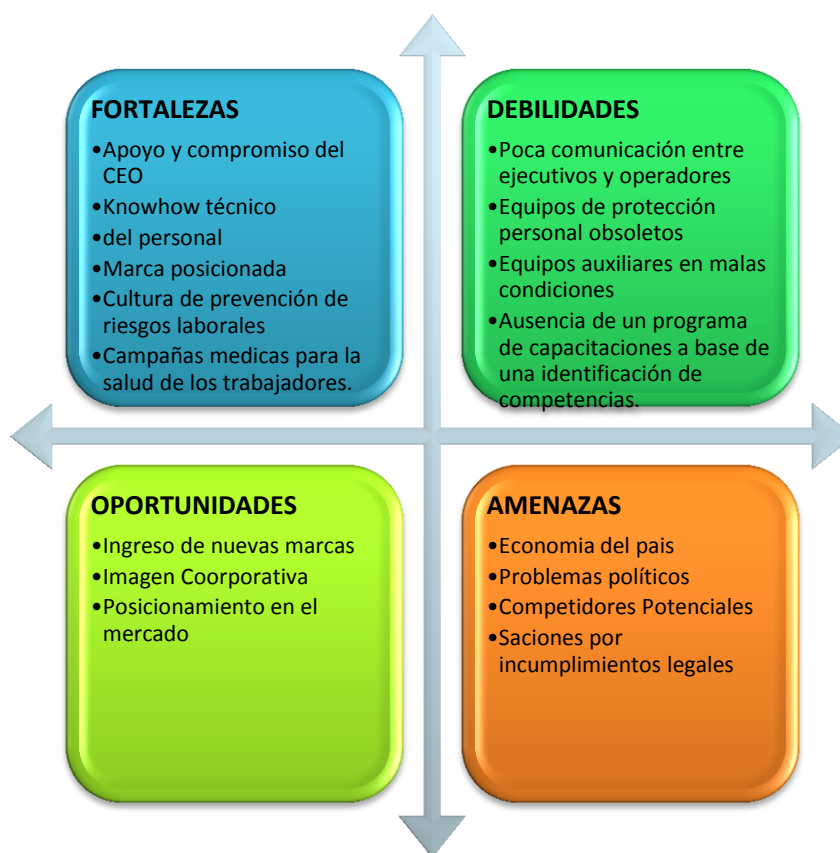 FORTALEZAS
•Apoyo y compromiso del
CEO
•Knowhow técnico
•del personal
•Marca posicionada
•Cultura de prevención de
riesgos laborales
•Campañas medicas para la
salud de los trabajadores.
DEBILIDADES
•Poca comunicación entre
ejecutivos y operadores
•Equipos de protección
personal obsoletos
•Equipos auxiliares en malas
condiciones
•Ausencia de un programa
de capacitaciones a base de
una identificación de
competencias.
OPORTUNIDADES
•Ingreso de nuevas marcas
•Imagen Coorporativa
•Posicionamiento en el
mercado
AMENAZAS
•Economia del pais
•Problemas políticos
•Competidores Potenciales
•Saciones por
incumplimientos legales